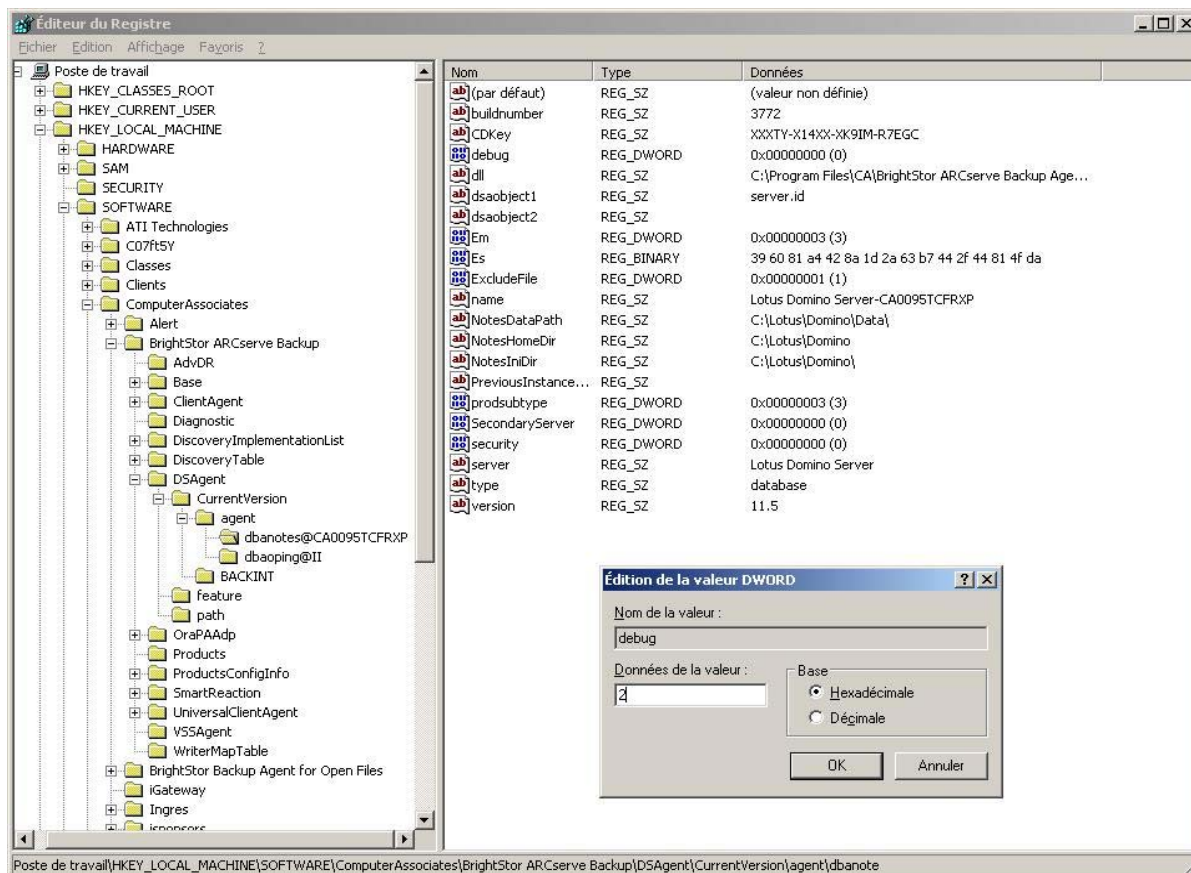 Éditeur du Registre
Fichier Edition Affichage Favoris ?
Poste de travail
HKEY_CLASSES_ROOT
HKEY_CURRENT_USER
HKEY_LOCAL_MACHINE
HARDWARE
SAM
SECURITY
SOFTWARE
ATI Technologies
C07ft5Y
Classes
Clients
ComputerAssociates
Alert
BrightStor ARCserve Backup
AdvDR
Base
ClientAgent
Diagnostic
DiscoveryImplementationList
DiscoveryTable
DSAgent
CurrentVersion
agent
dbanotes@CA0095TCFRXP
dbaoping@II
BACKINT
feature
path
OraPAAdp
Products
ProductsConfigInfo
SmartReaction
UniversalClientAgent
VSSAgent
WriterMapTable
BrightStor Backup Agent for Open Files
iGateway
Ingres
Nom Type Données
(par défaut) REG_SZ (valeur non définie)
buildnumber REG_SZ 3772
CDKey REG_SZ XXXTY-X14XX-XK9IM-R7EGC
debug REG_DWORD 0x00000000 (0)
dll REG_SZ C:\Program Files\CA\BrightStor ARCserve Backup Age...
dsaobject1 REG_SZ server.id
dsaobject2 REG_SZ
Em REG_DWORD 0x00000003 (3)
Es REG_BINARY 39 60 81 a4 42 8a 1d 2a 63 b7 44 2f 44 81 4f da
ExcludeFile REG_DWORD 0x00000001 (1)
name REG_SZ Lotus Domino Server-CA0095TCFRXP
NotesDataPath REG_SZ C:\Lotus\Domino\Data\
NotesHomeDir REG_SZ C:\Lotus\Domino
NotesIniDir REG_SZ C:\Lotus\Domino\
PreviousInstance... REG_SZ
prodsubtype REG_DWORD 0x00000003 (3)
SecondaryServer REG_DWORD 0x00000000 (0)
security REG_DWORD 0x00000000 (0)
server REG_SZ Lotus Domino Server
type REG_SZ database
version REG_SZ 11.5
Édition de la valeur DWORD
Nom de la valeur :
debug
Données de la valeur :
2
Base
Hexadécimale
Décimale
OK Annuler
Poste de travail\HKEY_LOCAL_MACHINE\SOFTWARE\ComputerAssociates\BrightStor ARCserve Backup\DSAgent\CurrentVersion\agent\dbanote